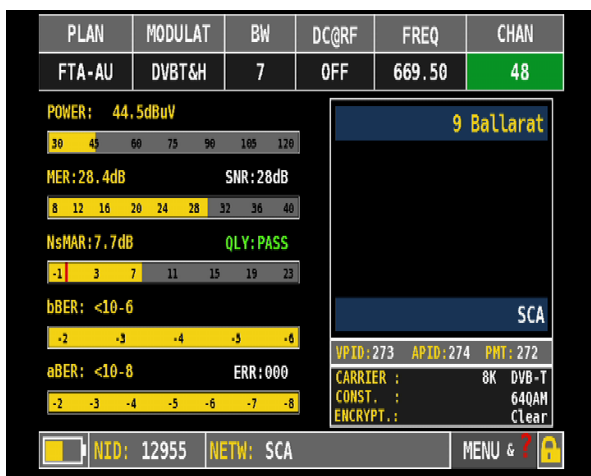 PLAN MODULAT BW DC@RF FREQ CHAN
FTA-AU DVBT&H 7 OFF 669.50 48
POWER: 44.5dBuV
30 45 60 75 90 105 120
MER:28.4dB SNR:28dB
8 12 16 20 24 28 32 36 40
NsMAR:7.7dB QLY:PASS
-1 3 7 11 15 19 23
bBER: <10-6
-2 -3 -4 -5 -6
aBER: <10-8 ERR:000
-2 -3 -4 -5 -6 -7 -8
9 Ballarat
SCA
VPID:273 APID:274 PMT:272
CARRIER : 8K DVB-T
CONST. : 64QAM
ENCRYPT.: Clear
NID: 12955 NETW: SCA MENU & ?